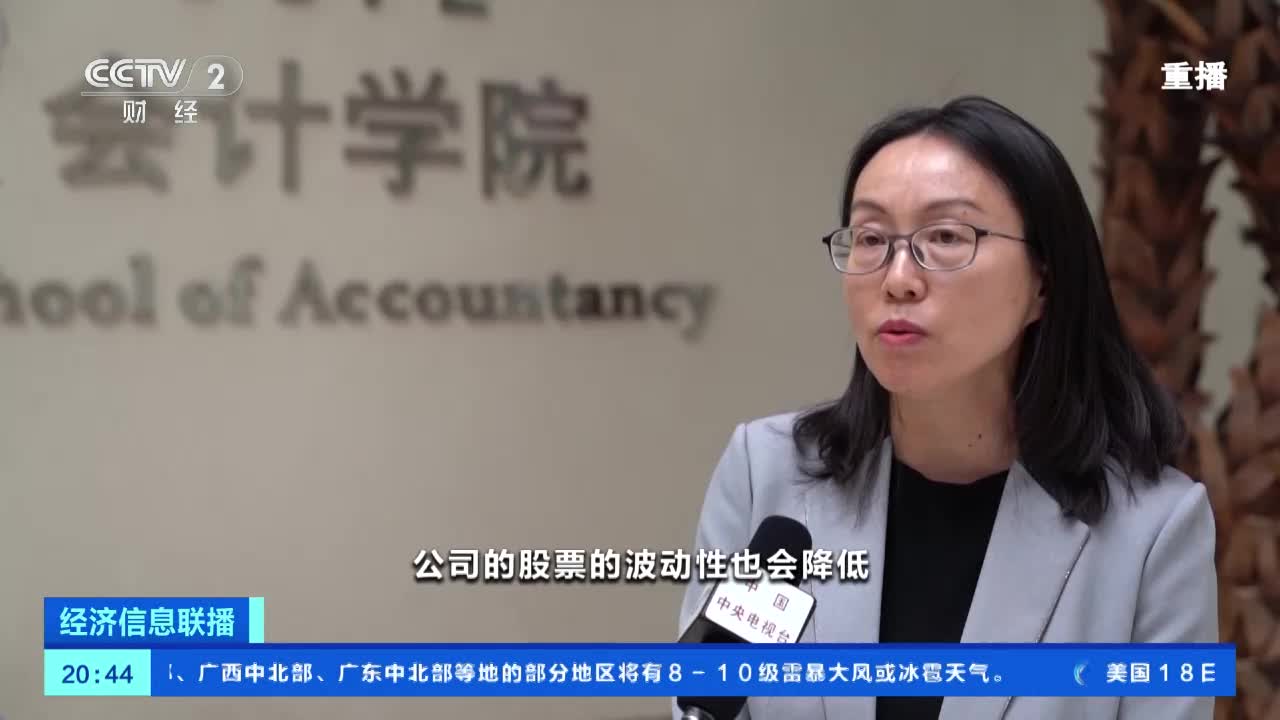 CCTV 2
财经
重播
会计学院
hool of Accountancy
公司的股票的波动性也会降低
中国
中央电视台
经济信息联播
20:44
、广西中北部、广东中北部等地的部分地区将有8－10级雷暴大风或冰雹天气。 美国18日